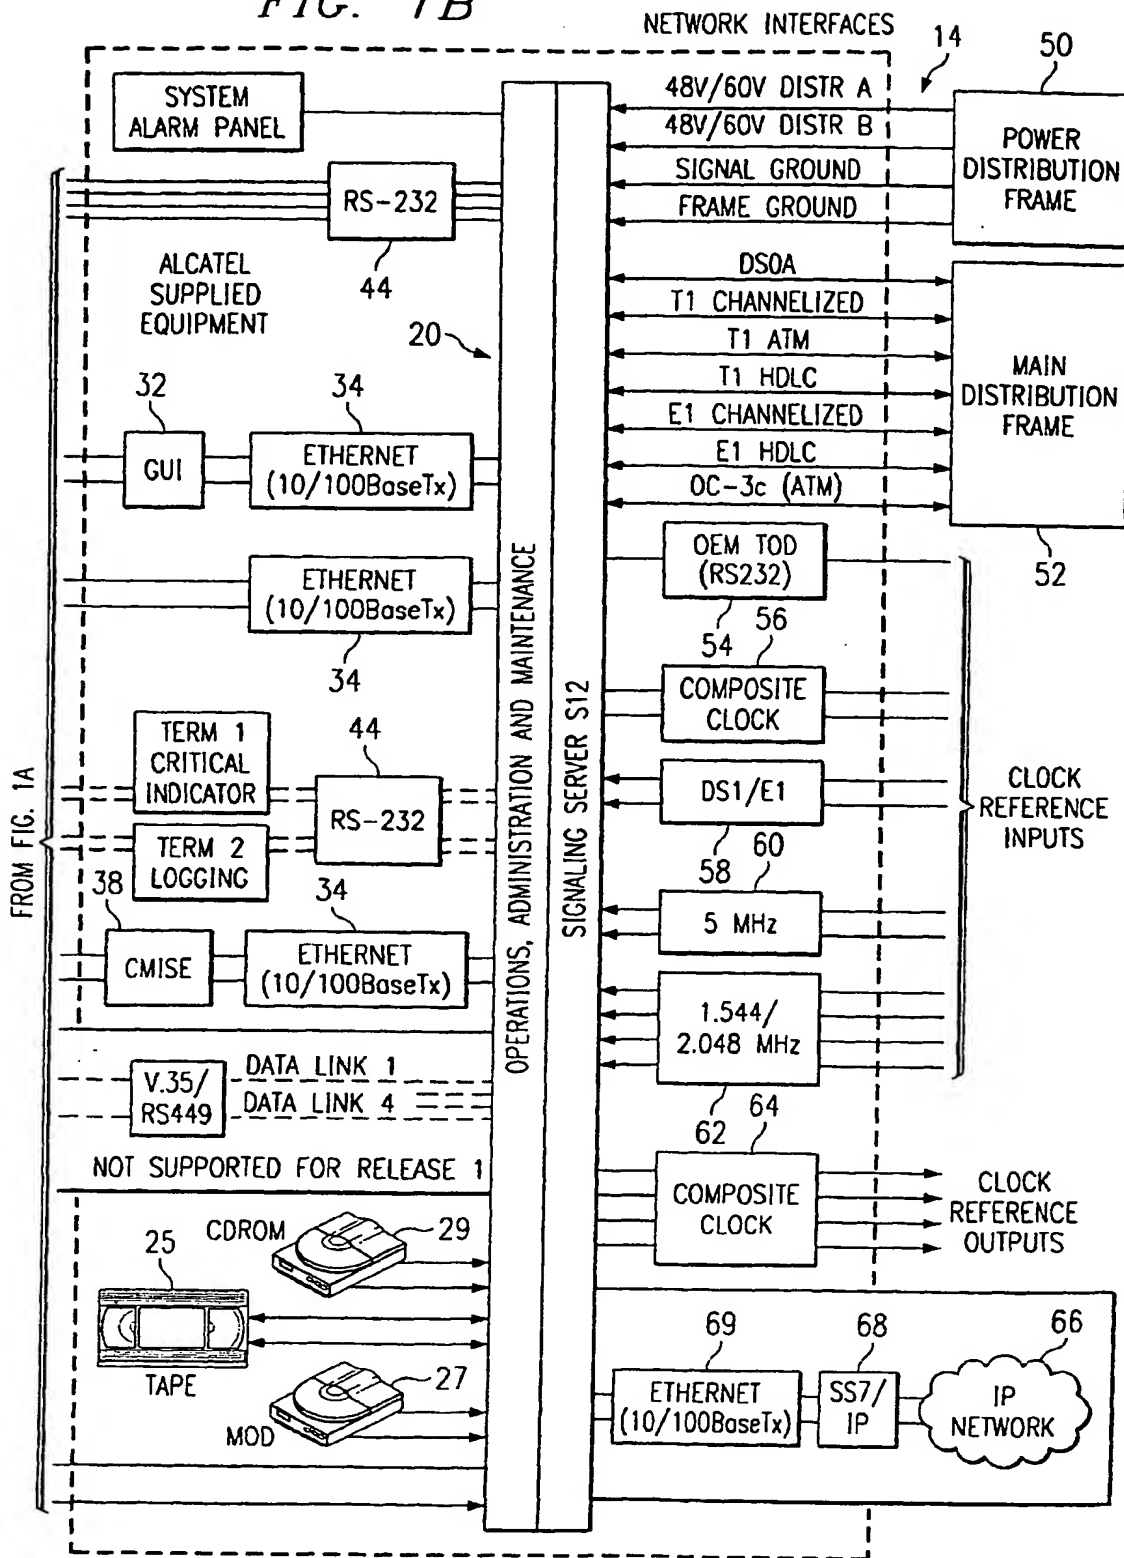 FIG. 1B
NETWORK INTERFACES
14
50
SYSTEM
ALARM PANEL
48V/60V DISTR A
48V/60V DISTR B
SIGNAL GROUND
FRAME GROUND
POWER
DISTRIBUTION
FRAME
RS-232
44
ALCATEL
SUPPLIED
EQUIPMENT
20
DS0A
T1 CHANNELIZED
T1 ATM
T1 HDLC
E1 CHANNELIZED
E1 HDLC
OC-3c (ATM)
MAIN
DISTRIBUTION
FRAME
52
32
34
GUI
ETHERNET
(10/100BaseTx)
ETHERNET
(10/100BaseTx)
34
OPERATIONS, ADMINISTRATION AND MAINTENANCE
SIGNALING SERVER S12
OEM TOD
(RS232)
54
56
COMPOSITE
CLOCK
DS1/E1
58
60
5 MHz
1.544/
2.048 MHz
62
64
CLOCK
REFERENCE
INPUTS
FROM FIG. 1A
TERM 1
CRITICAL
INDICATOR
44
RS-232
TERM 2
LOGGING
38
34
CMISE
ETHERNET
(10/100BaseTx)
V.35/
RS449
DATA LINK 1
DATA LINK 4
NOT SUPPORTED FOR RELEASE 1
COMPOSITE
CLOCK
CLOCK
REFERENCE
OUTPUTS
CDROM
29
25
TAPE
27
MOD
69
68
66
ETHERNET
(10/100BaseTx)
SS7/
IP
IP
NETWORK